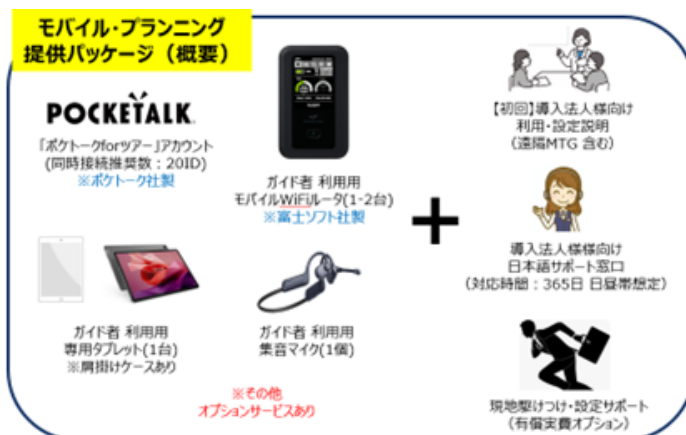 モバイル・プランニング
提供パッケージ（概要）
POCKETALK
「ポケトークforツアー」アカウント
(同時接続推奨数：20ID)
※ポケトーク社製
ガイド者 利用用
モバイルWiFiルータ(1-2台)
※富士ソフト社製
ガイド者 利用用
専用タブレット(1台)
※肩掛けケースあり
ガイド者 利用用
集音マイク(1個)
※その他
オプションサービスあり
+
【初回】導入法人様向け
利用・設定説明
（遠隔MTG 含む）
導入法人様様向け
日本語サポート窓口
（対応時間：365日 日昼帯想定）
現地駆けつけ・設定サポート
（有償実費オプション）